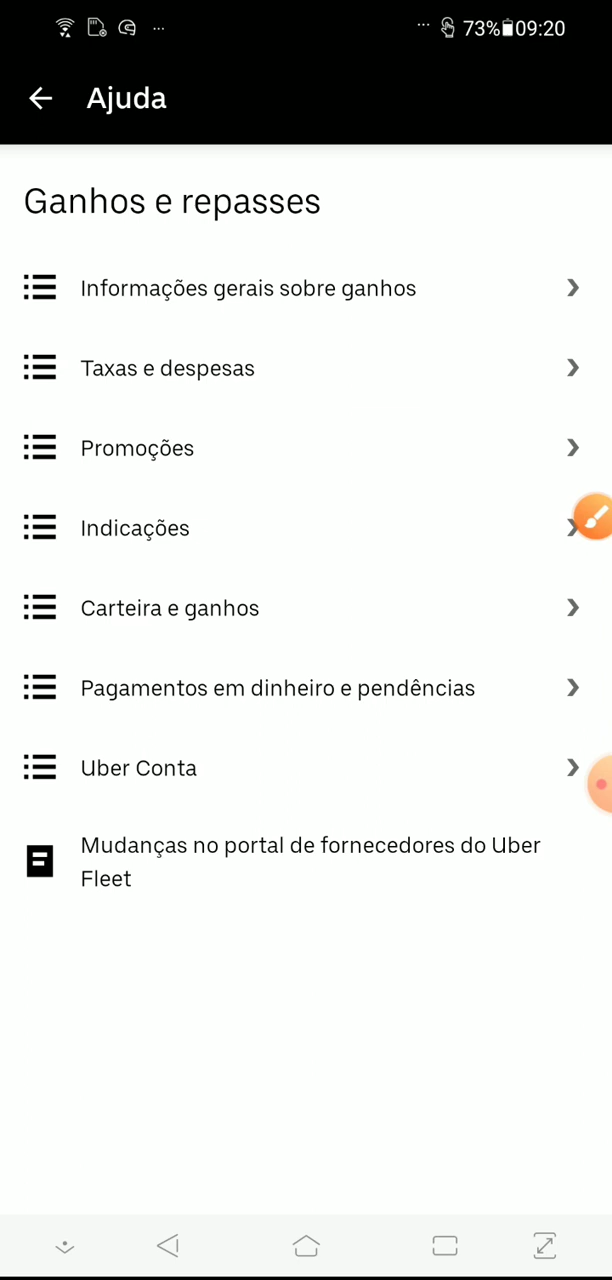 73% 09:20
Ajuda
Ganhos e repasses
Informações gerais sobre ganhos
Taxas e despesas
Promoções
Indicações
Carteira e ganhos
Pagamentos em dinheiro e pendências
Uber Conta
Mudanças no portal de fornecedores do Uber
Fleet